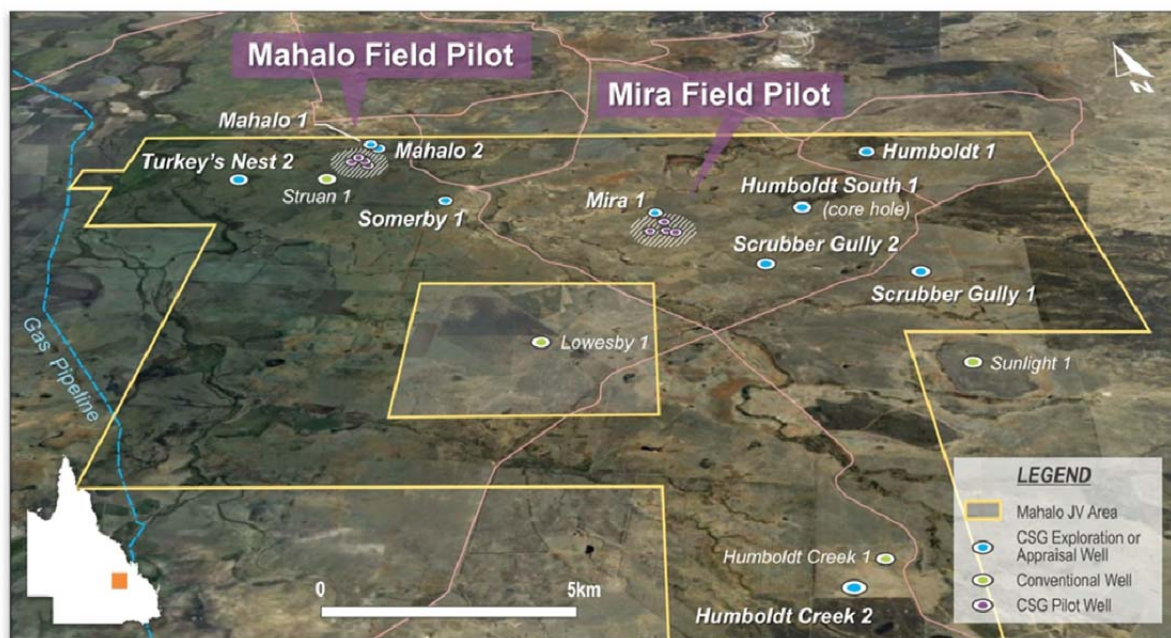 Mahalo Field Pilot
Mira Field Pilot
N
Mahalo 1
Mahalo 2
Humboldt 1
Turkey's Nest 2
Struan 1
Somerby 1
Mira 1
Humboldt South 1
(core hole)
Scrubber Gully 2
Scrubber Gully 1
Gas Pipeline
Lowesby 1
Sunlight 1
LEGEND
Mahalo JV Area
CSG Exploration or
Appraisal Well
Conventional Well
CSG Pilot Well
Humboldt Creek 1
Humboldt Creek 2
0
5km